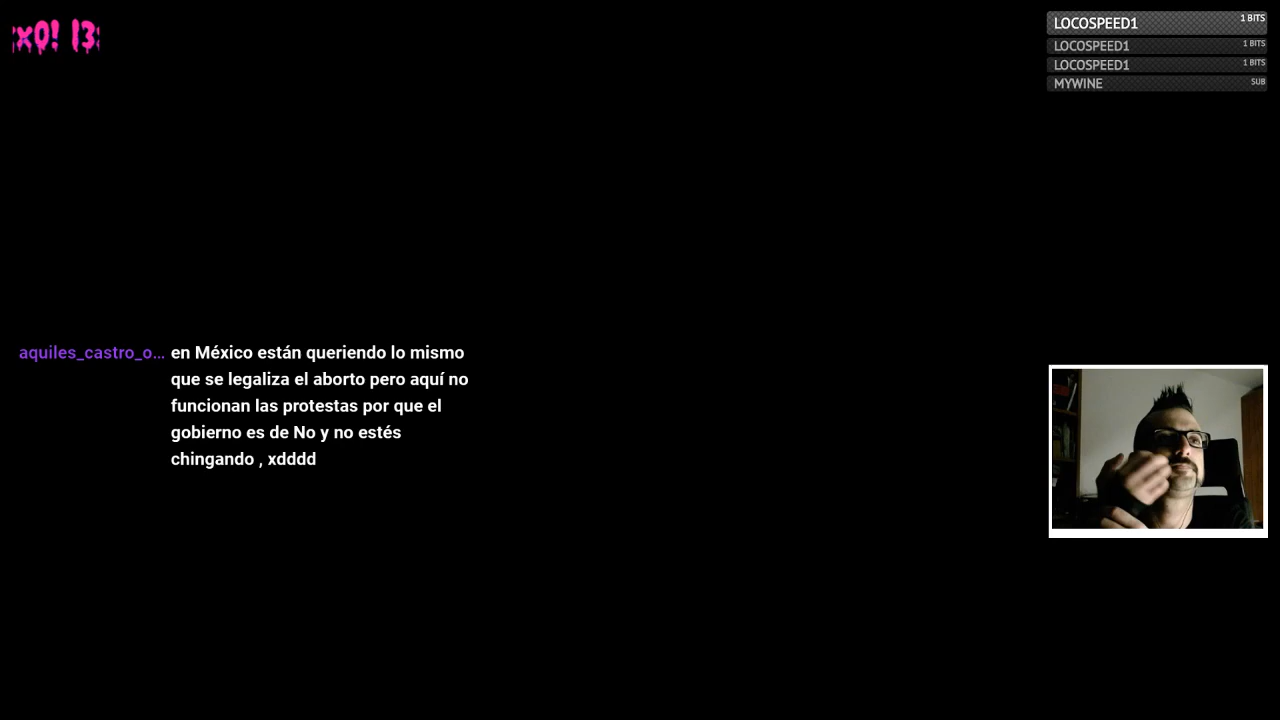 xO! 13
LOCOSPEED1 1 BITS
LOCOSPEED1 1 BITS
LOCOSPEED1 1 BITS
MYWINE SUB
aquiles_castro_o... en México están queriendo lo mismo
que se legaliza el aborto pero aquí no
funcionan las protestas por que el
gobierno es de No y no estés
chingando , xdddd